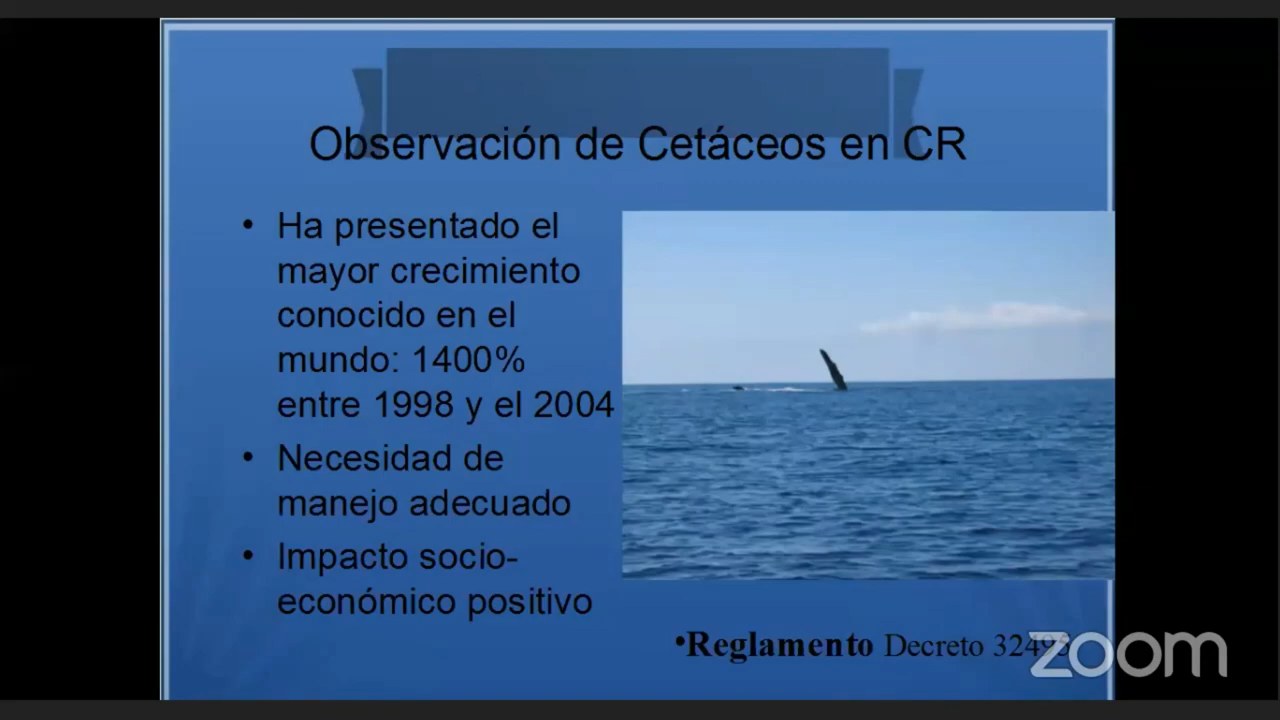 Observación de Cetáceos en CR
• Ha presentado el
mayor crecimiento
conocido en el
mundo: 1400%
entre 1998 y el 2004
• Necesidad de
manejo adecuado
• Impacto socio-
económico positivo
•Reglamento Decreto 32495
zoom